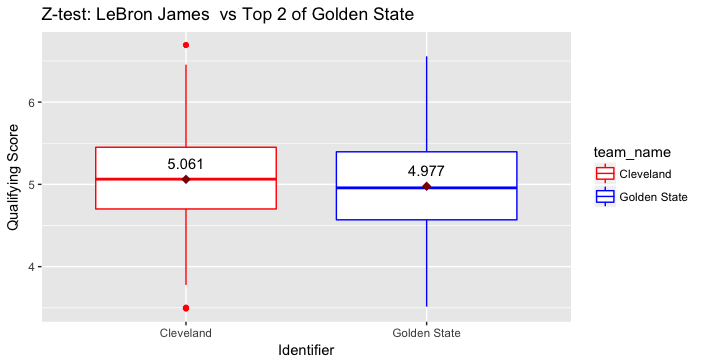 Z-test: LeBron James  vs Top 2 of Golden State
Qualifying Score
6
5
4
5.061
4.977
Cleveland
Golden State
Identifier
team_name
Cleveland
Golden State